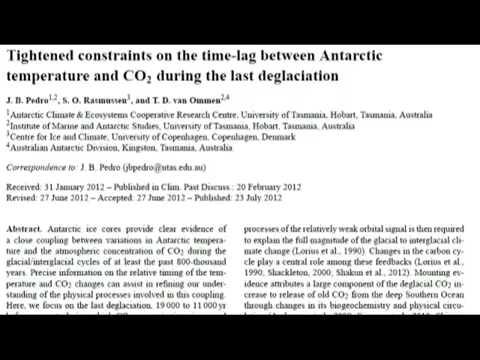 Tightened constraints on the time-lag between Antarctic
temperature and CO2 during the last deglaciation
J. B. Pedro1,2, S. O. Rasmussen3, and T. D. van Ommen2,4
1Antarctic Climate & Ecosystems Cooperative Research Centre, University of Tasmania, Hobart, Tasmania, Australia
2Institute of Marine and Antarctic Studies, University of Tasmania, Hobart, Tasmania, Australia
3Centre for Ice and Climate, University of Copenhagen, Copenhagen, Denmark
4Australian Antarctic Division, Kingston, Tasmania, Australia
Correspondence to: J. B. Pedro (jbpedro@utas.edu.au)
Received: 31 January 2012 – Published in Clim. Past Discuss.: 20 February 2012
Revised: 27 June 2012 – Accepted: 27 June 2012 – Published: 23 July 2012
Abstract. Antarctic ice cores provide clear evidence of
a close coupling between variations in Antarctic tempera-
ture and the atmospheric concentration of CO2 during the
glacial/interglacial cycles of at least the past 800-thousand
years. Precise information on the relative timing of the tem-
perature and CO2 changes can assist in refining our under-
standing of the physical processes involved in this coupling.
Here, we focus on the last deglaciation, 19 000 to 11 000 yr
processes of the relatively weak orbital signal is then required
to explain the full magnitude of the glacial to interglacial cli-
mate change (Lorius et al., 1990). Changes in the carbon cy-
cle play a central role among these feedbacks (Lorius et al.,
1990; Shackleton, 2000; Shakun et al., 2012). Mounting ev-
idence attributes a large component of the deglacial CO2 in-
crease to release of old CO2 from the deep Southern Ocean
through changes in its biogeochemistry and physical circu-